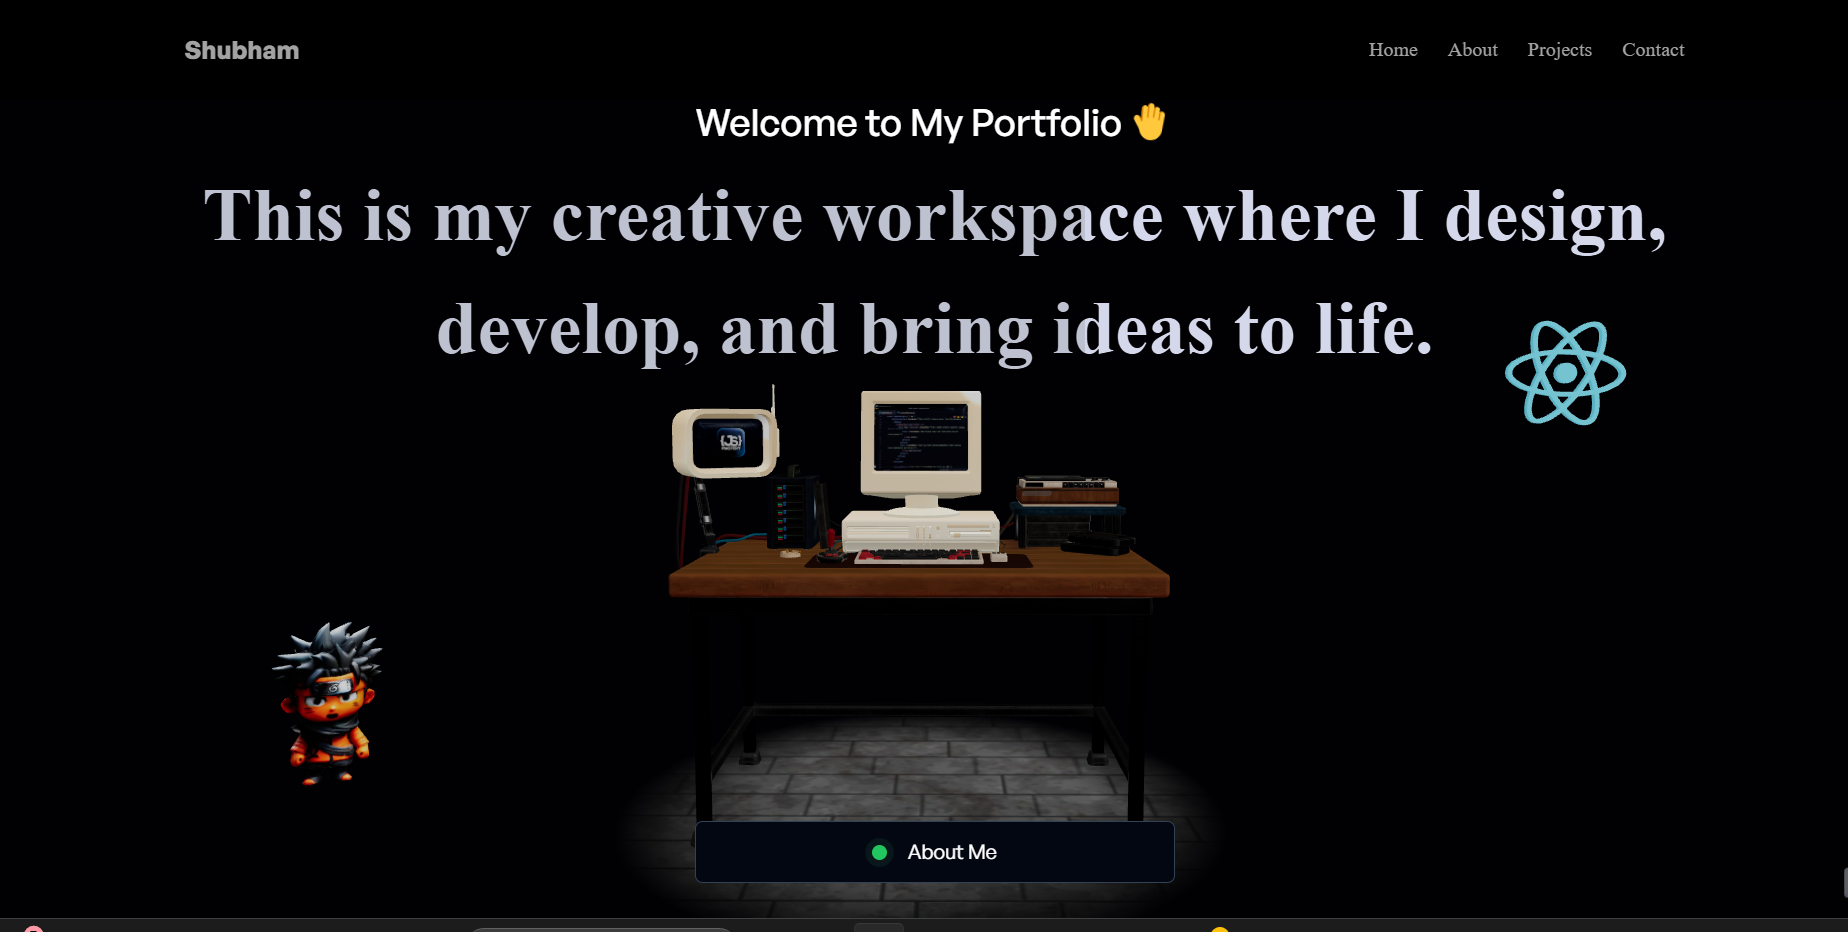 Shubham
Home About Projects Contact
Welcome to My Portfolio 👋
This is my creative workspace where I design,
develop, and bring ideas to life.
{JS}
About Me